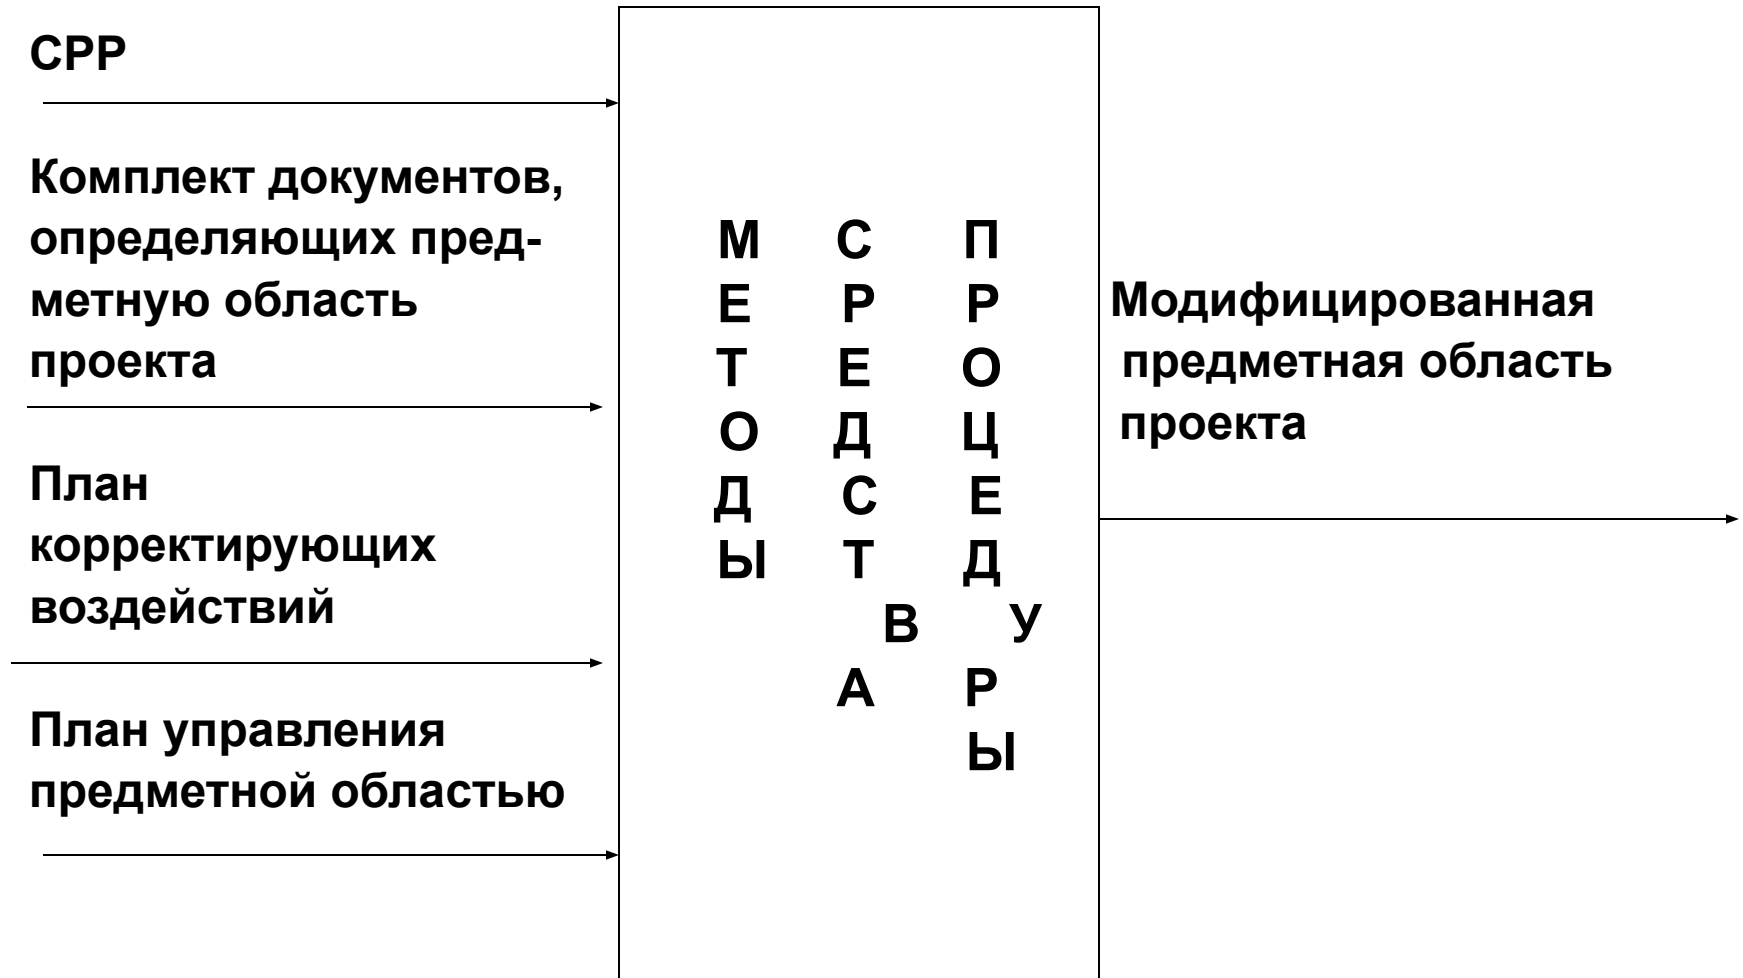 СРР
Комплект документов,
определяющих пред-
метную область
проекта
План
корректирующих
воздействий
План управления
предметной областью
М С П
Е Р Р
Т Е О
О Д Ц
Д С Е
Ы Т Д
В У
А Р
Ы
Модифицированная
предметная область
проекта